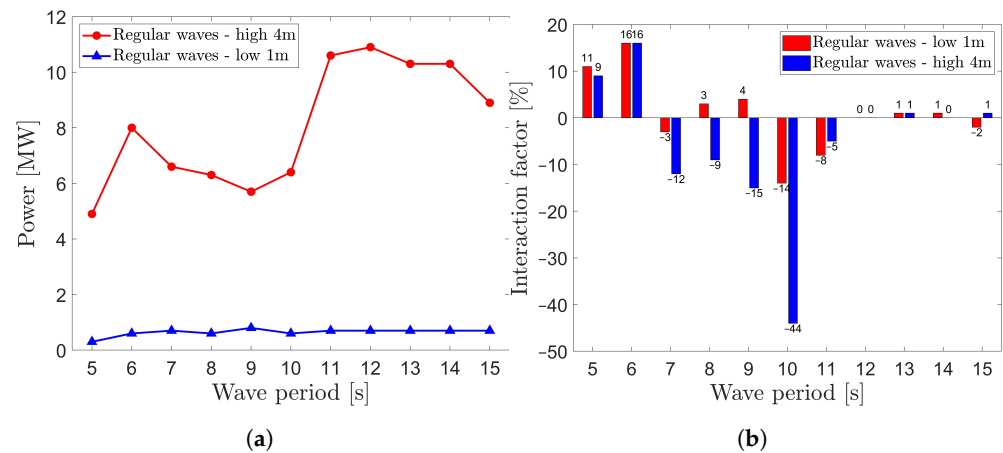 12
10
8
6
4
2
0
Power [MW]
Regular waves - high 4m
Regular waves - low 1m
5 6 7 8 9 10 11 12 13 14 15
Wave period [s]
(a)
20
10
0
−10
−20
−30
−40
−50
Interaction factor [%]
Regular waves - low 1m
Regular waves - high 4m
11 9 16 16 −3 −12 3 −9 4 −15 −14 −44 −8 −5 0 0 1 1 1 0 −2 1
5 6 7 8 9 10 11 12 13 14 15
Wave period [s]
(b)